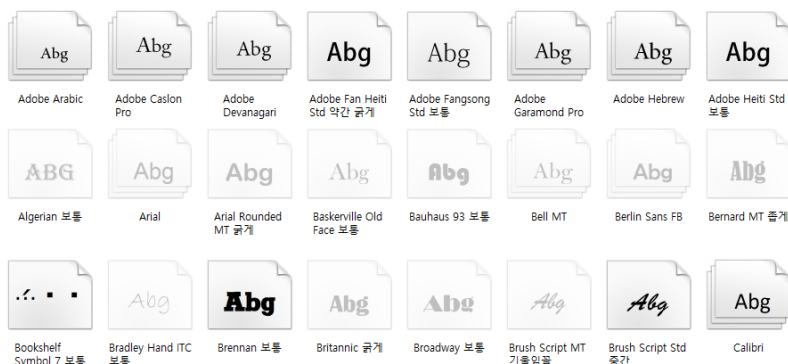 Abg Abg Abg Abg Abg Abg Abg Abg
Adobe Arabic Adobe Caslon Adobe Adobe Fan Heiti Adobe Fangsong Adobe Adobe Hebrew Adobe Heiti Std
Pro Devanagari Std 약간 굵게 Std 보통 Garamond Pro 보통
ABG Abg Abg Abg Abg Abg Abg Abg
Algerian 보통 Arial Arial Rounded Baskerville Old Bauhaus 93 보통 Bell MT Berlin Sans FB Bernard MT 좁게
MT 굵게 Face 보통
Abg Abg Abg Abg Abg Abg Abg
Bookshelf Bradley Hand ITC Brennan 보통 Britannic 굵게 Broadway 보통 Brush Script MT Brush Script Std Calibri
Symbol 7 보통 보통 기울임꼴 중간